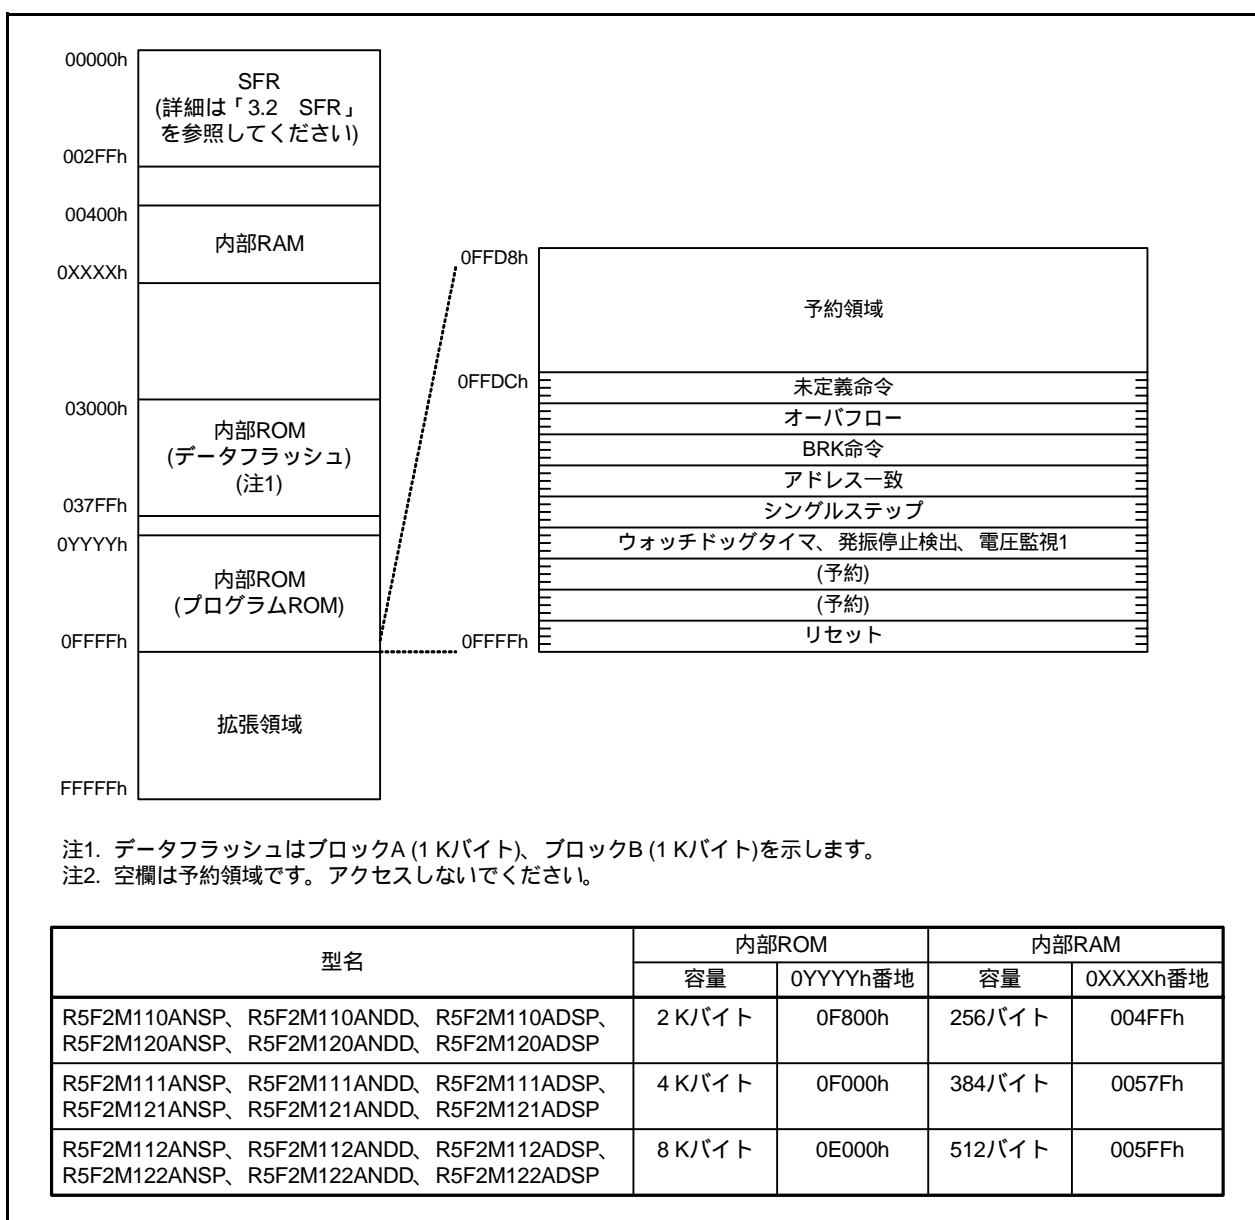 00000h
SFR
(詳細は「3.2 SFR」
を参照してください)
002FFh
00400h
内部RAM
0XXXXh
03000h
内部ROM
(データフラッシュ)
(注1)
037FFh
0YYYYh
内部ROM
(プログラムROM)
0FFFFh
拡張領域
FFFFFh
0FFD8h
予約領域
0FFDCh
未定義命令
オーバフロー
BRK命令
アドレス一致
シングルステップ
ウォッチドッグタイマ、発振停止検出、電圧監視1
(予約)
(予約)
0FFFFh
リセット
注1. データフラッシュはブロックA (1 Kバイト)、ブロックB (1 Kバイト)を示します。
注2. 空欄は予約領域です。アクセスしないでください。
型名 内部ROM 内部RAM
容量 0YYYYh番地 容量 0XXXXh番地
R5F2M110ANSP、R5F2M110ANDD、R5F2M110ADSP、 2 Kバイト 0F800h 256バイト 004FFh
R5F2M120ANSP、R5F2M120ANDD、R5F2M120ADSP
R5F2M111ANSP、R5F2M111ANDD、R5F2M111ADSP、 4 Kバイト 0F000h 384バイト 0057Fh
R5F2M121ANSP、R5F2M121ANDD、R5F2M121ADSP
R5F2M112ANSP、R5F2M112ANDD、R5F2M112ADSP、 8 Kバイト 0E000h 512バイト 005FFh
R5F2M122ANSP、R5F2M122ANDD、R5F2M122ADSP